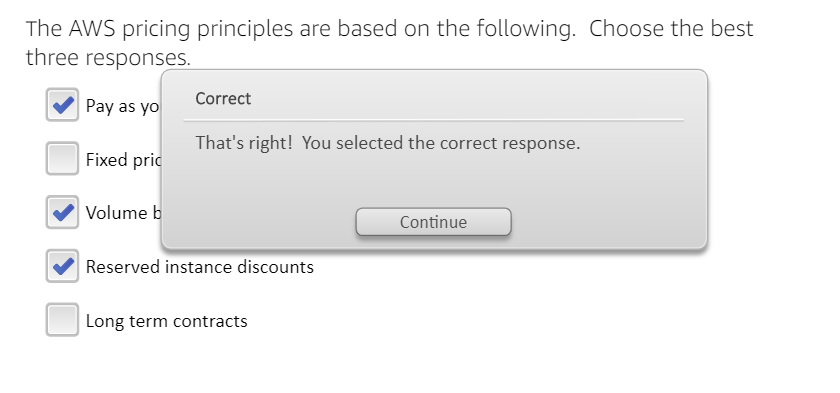 The AWS pricing principles are based on the following.  Choose the best
three responses.
Pay as yo
Correct
That's right!  You selected the correct response.
Fixed pric
Volume b
Continue
Reserved instance discounts
Long term contracts